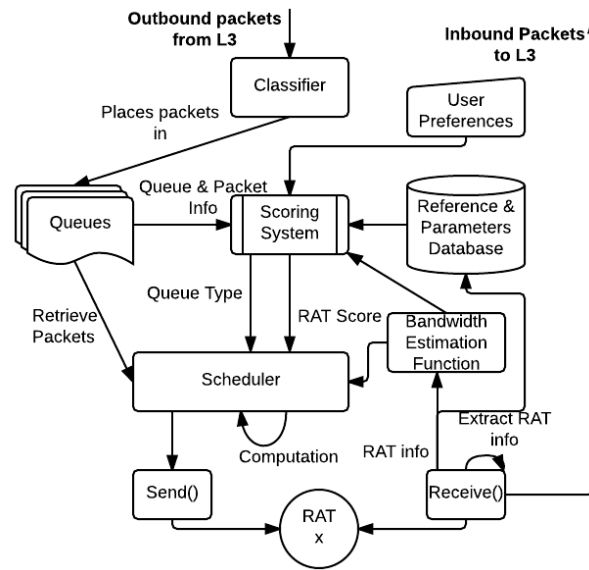 Outbound packets
from L3
Inbound Packets
to L3
Classifier
User
Preferences
Places packets
in
Queue & Packet
Info
Queues
Scoring
System
Reference &
Parameters
Database
Queue Type
RAT Score
Retrieve
Packets
Bandwidth
Estimation
Function
Scheduler
Computation
RAT info
Extract RAT
info
Send()
RAT
x
Receive()